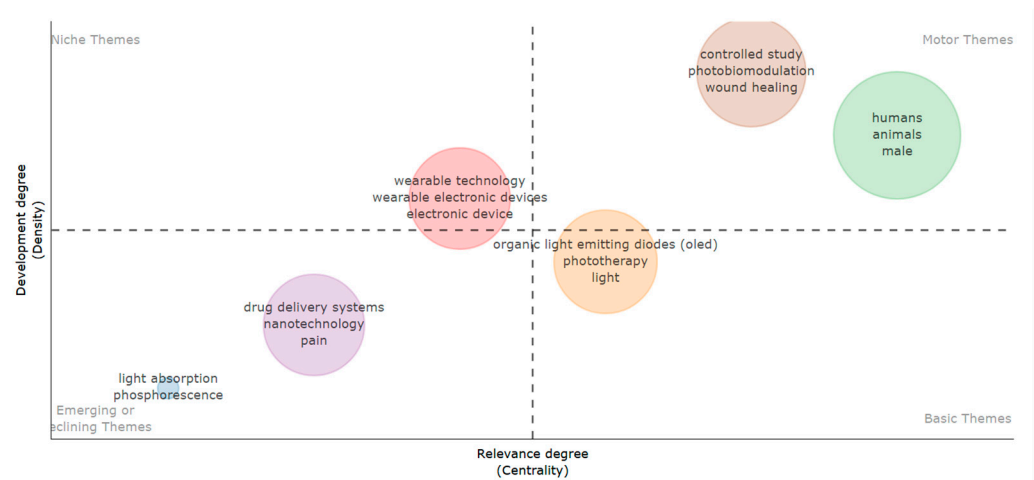 Niche Themes
Motor Themes
controlled study
photobiomodulation
wound healing
humans
animals
male
wearable technology
wearable electronic devices
electronic device
organic light emitting diodes (oled)
phototherapy
light
drug delivery systems
nanotechnology
pain
light absorption
phosphorescence
Emerging or
eclining Themes
Basic Themes
Development degree
(Density)
Relevance degree
(Centrality)